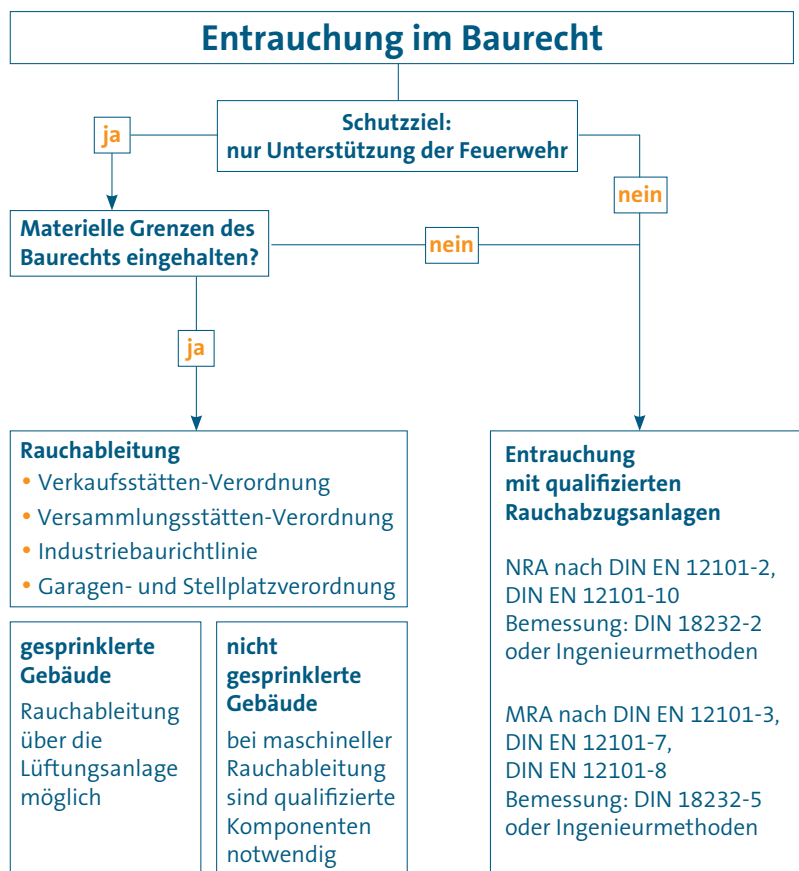 Entrauchung im Baurecht
Schutzziel:
nur Unterstützung der Feuerwehr
ja
nein
Materielle Grenzen des
Baurechts eingehalten?
nein
ja
Rauchableitung
• Verkaufsstätten-Verordnung
• Versammlungsstätten-Verordnung
• Industriebaurichtlinie
• Garagen- und Stellplatzverordnung
gesprinklerte
Gebäude
Rauchableitung
über die
Lüftungsanlage
möglich
nicht
gesprinklerte
Gebäude
bei maschineller
Rauchableitung
sind qualifizierte
Komponenten
notwendig
Entrauchung
mit qualifizierten
Rauchabzugsanlagen
NRA nach DIN EN 12101-2,
DIN EN 12101-10
Bemessung: DIN 18232-2
oder Ingenieurmethoden
MRA nach DIN EN 12101-3,
DIN EN 12101-7,
DIN EN 12101-8
Bemessung: DIN 18232-5
oder Ingenieurmethoden